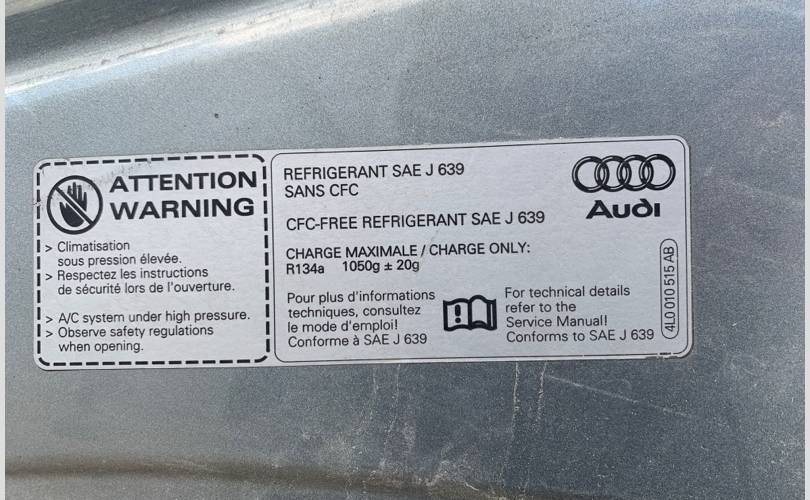 ATTENTION
WARNING
> Climatisation
sous pression élevée.
> Respectez les instructions
de sécurité lors de l'ouverture.
> A/C system under high pressure.
> Observe safety regulations
when opening.
REFRIGERANT SAE J 639
SANS CFC
CFC-FREE REFRIGERANT SAE J 639
CHARGE MAXIMALE / CHARGE ONLY:
R134a 1050g ± 20g
Pour plus d'informations
techniques, consultez
le mode d'emploi!
Conforme à SAE J 639
For technical details
refer to the
Service Manual!
Conforms to SAE J 639
Audi
4L0 010 515 AB